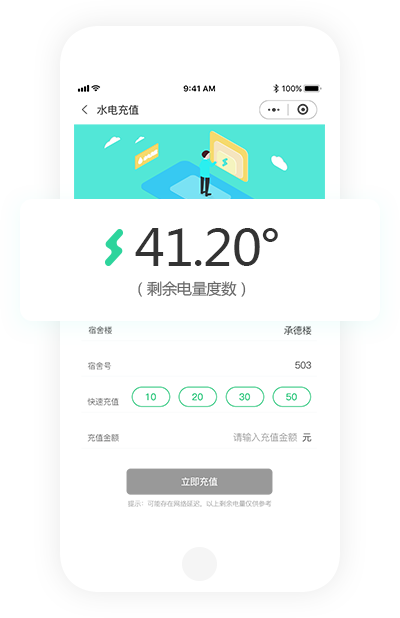 9:41 AM 100%
水电充值
41.20°
（剩余电量度数）
宿舍楼 承德楼
宿舍号 503
快速充值 10 20 30 50
充值金额 请输入充值金额 元
立即充值
提示：可能存在网络延迟，以上剩余电量仅供参考